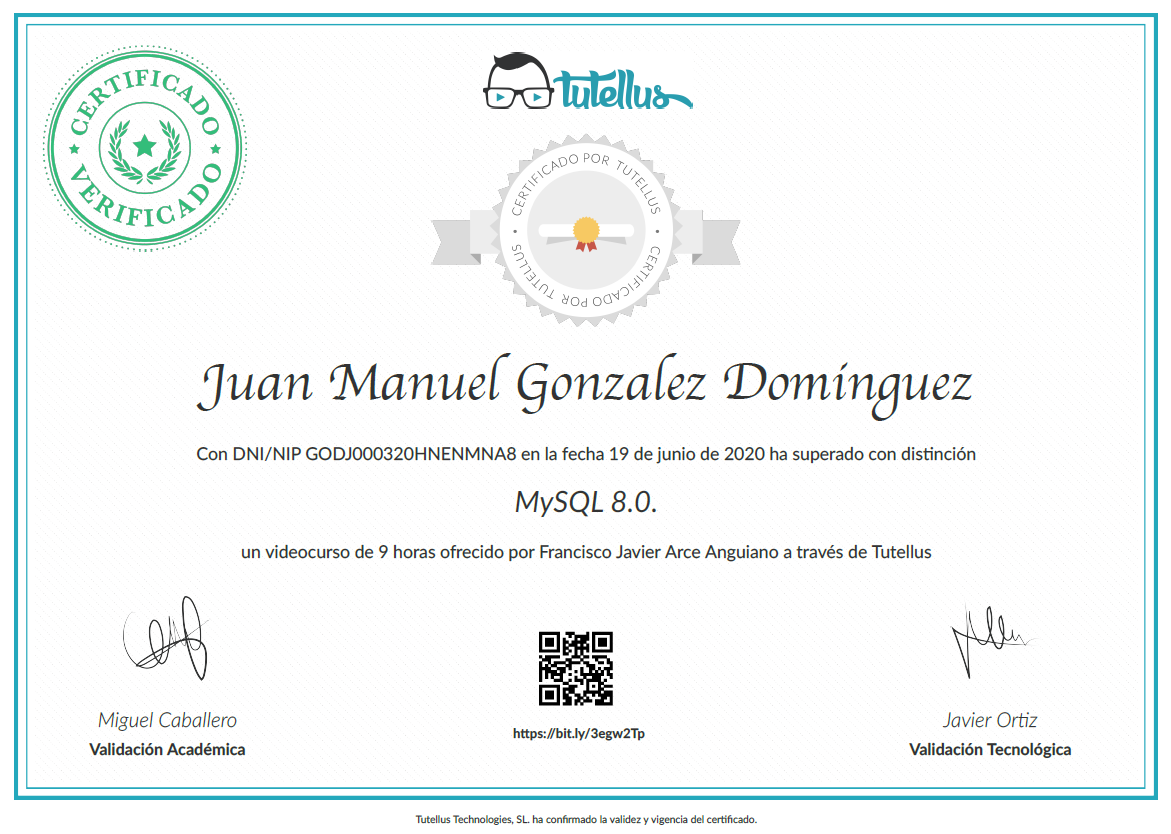 CERTIFICADO
VERIFICADO
tutellus
CERTIFICADO POR TUTELLUS
CERTIFICADO POR TUTELLUS
Juan Manuel Gonzalez Domínguez
Con DNI/NIP GODJ000320HNENMNA8 en la fecha 19 de junio de 2020 ha superado con distinción
MySQL 8.0.
un videocurso de 9 horas ofrecido por Francisco Javier Arce Anguiano a través de Tutellus
Miguel Caballero
Validación Académica
https://bit.ly/3egw2Tp
Javier Ortiz
Validación Tecnológica
Tutellus Technologies, SL. ha confirmado la validez y vigencia del certificado.